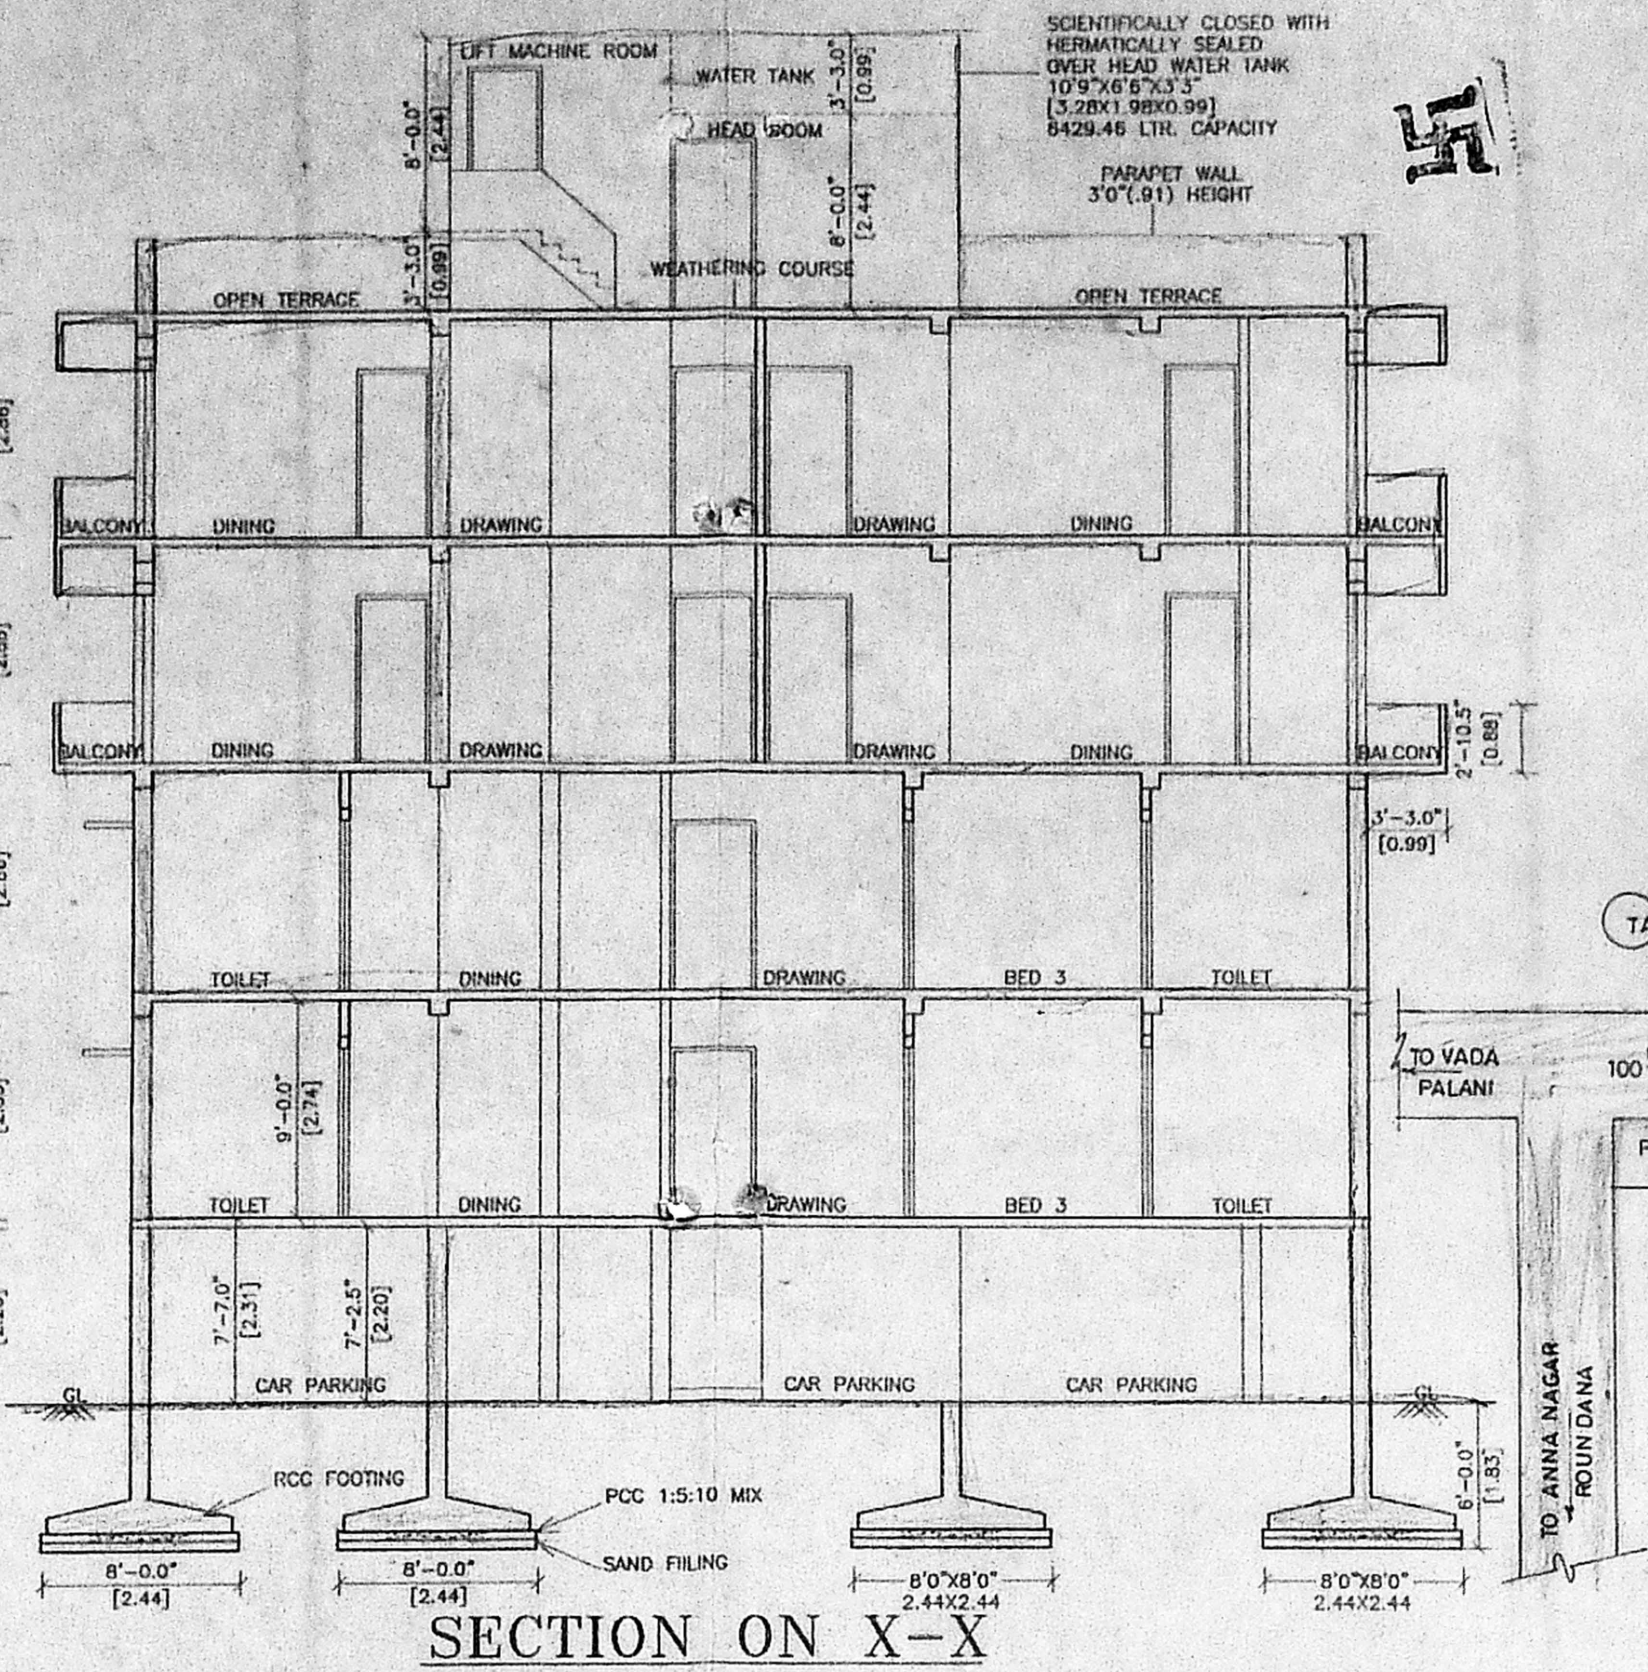 SCIENTIFICALLY CLOSED WITH
HERMATICALLY SEALED
OVER HEAD WATER TANK
10'9"X6'6"X3'3"
[3.28X1.98X0.99]
6429.46 LTR. CAPACITY
LIFT MACHINE ROOM
WATER TANK
3'-3.0"
[0.99]
HEAD ROOM
8'-0.0"
[2.44]
PARAPET WALL
3'0"(.91) HEIGHT
8'-0.0"
[2.44]
3'-3.0"
[0.99]
WEATHERING COURSE
OPEN TERRACE
OPEN TERRACE
BALCONY
DINING
DRAWING
DRAWING
DINING
BALCONY
BALCONY
DINING
DRAWING
DRAWING
DINING
BALCONY
2'-10.5"
[0.88]
3'-3.0"
[0.99]
TOILET
DINING
DRAWING
BED 3
TOILET
TO VADA
PALANI
100
9'-0.0"
[2.74]
TOILET
DINING
DRAWING
BED 3
TOILET
7'-7.0"
[2.31]
7'-2.5"
[2.20]
GL
CAR PARKING
CAR PARKING
CAR PARKING
GL
6'-0.0"
[1.83]
TO ANNA NAGAR
ROUNDANA
RCC FOOTING
PCC 1:5:10 MIX
SAND FIILING
8'-0.0"
[2.44]
8'-0.0"
[2.44]
8'0"X8'0"
2.44X2.44
8'0"X8'0"
2.44X2.44
SECTION ON X-X